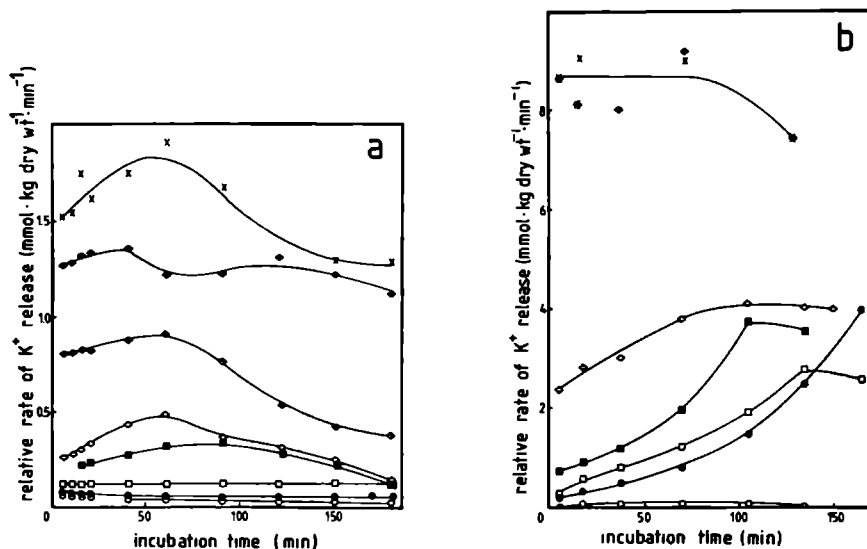 a
relative rate of K⁺ release (mmol·kg dry wt⁻¹·min⁻¹)
1.5
1.0
0.5
0
50
100
150
incubation time (min)
b
relative rate of K⁺ release (mmol·kg dry wt⁻¹·min⁻¹)
8
4
2
0
50
100
150
incubation time (min)